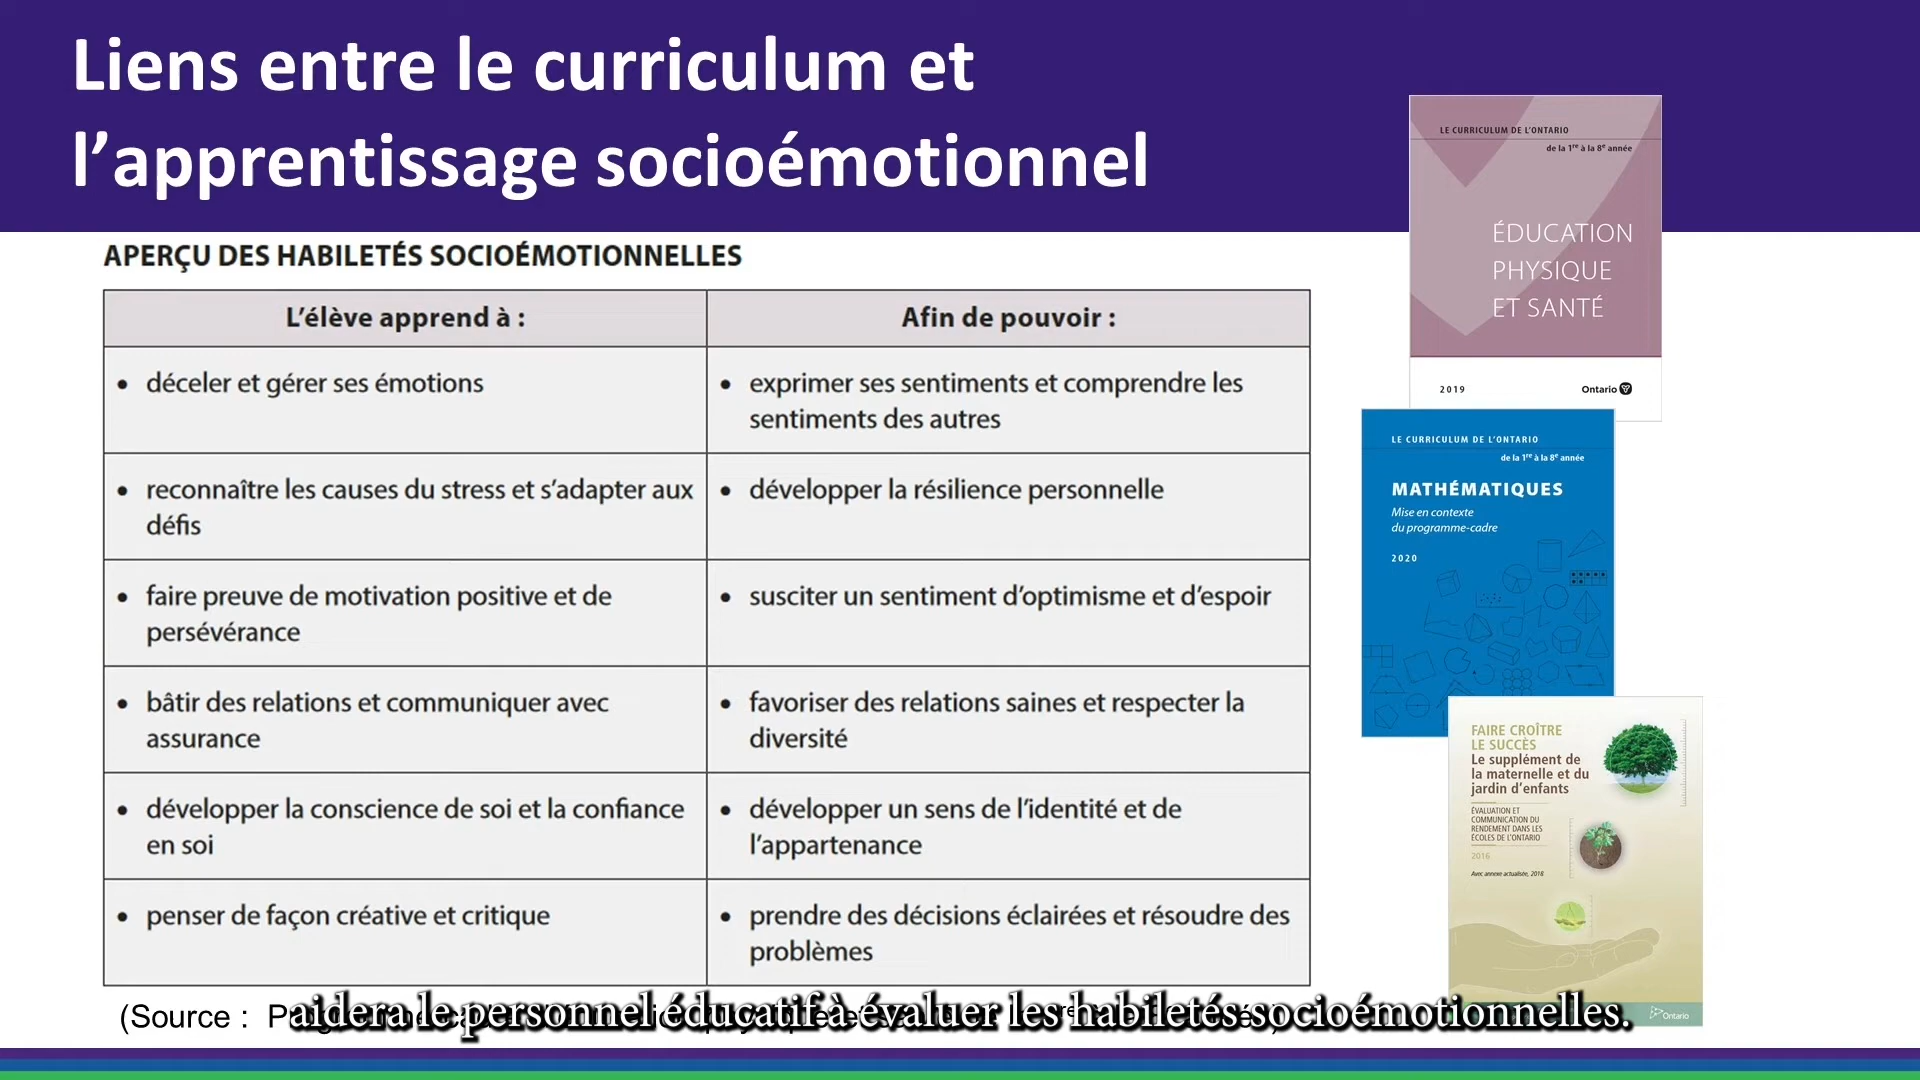 Liens entre le curriculum et
l’apprentissage socioémotionnel
APERÇU DES HABILETÉS SOCIOÉMOTIONNELLES
L’élève apprend à :
Afin de pouvoir :
• déceler et gérer ses émotions
• exprimer ses sentiments et comprendre les
sentiments des autres
• reconnaître les causes du stress et s’adapter aux
défis
• développer la résilience personnelle
• faire preuve de motivation positive et de
persévérance
• susciter un sentiment d’optimisme et d’espoir
• bâtir des relations et communiquer avec
assurance
• favoriser des relations saines et respecter la
diversité
• développer la conscience de soi et la confiance
en soi
• développer un sens de l’identité et de
l’appartenance
• penser de façon créative et critique
• prendre des décisions éclairées et résoudre des
problèmes
(Source :
aidera le personnel éducatif à évaluer les habiletés socioémotionnelles.
LE CURRICULUM DE L’ONTARIO
de la 1re à la 8e année
ÉDUCATION
PHYSIQUE
ET SANTÉ
2019
Ontario
LE CURRICULUM DE L’ONTARIO
de la 1re à la 8e année
MATHÉMATIQUES
Mise en contexte
du programme-cadre
2020
FAIRE CROÎTRE
LE SUCCÈS
Le supplément de
la maternelle et du
jardin d’enfants
ÉVALUATION ET
COMMUNICATION DU
RENDEMENT DANS LES
ÉCOLES DE L’ONTARIO
2016
Avec annexe actualisée, 2018
Ontario